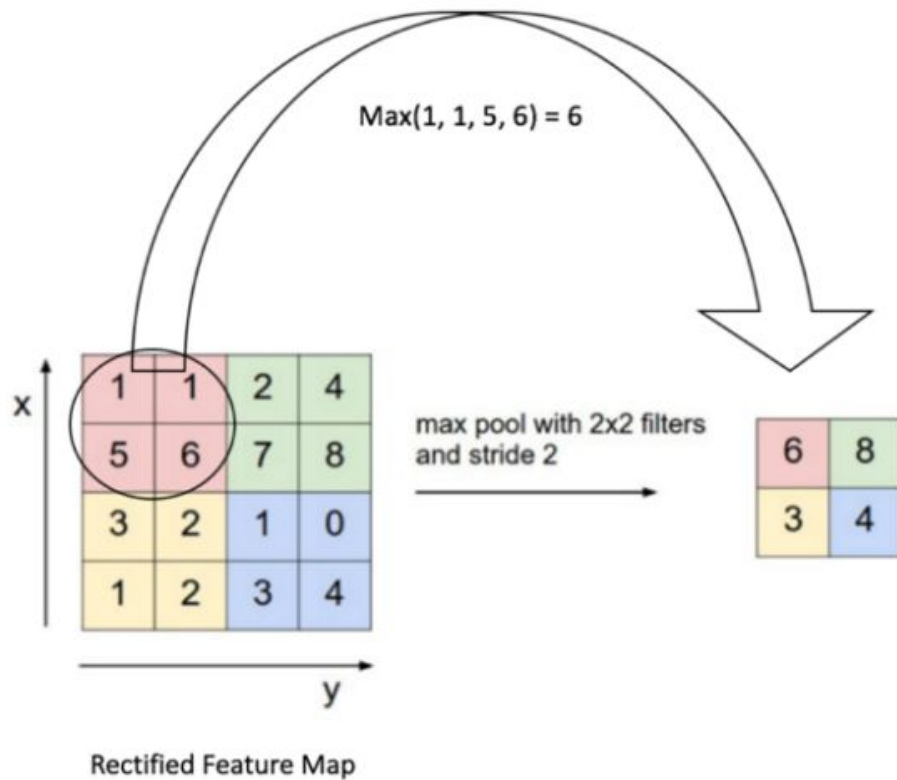 Max(1, 1, 5, 6) = 6
x
1 1 2 4
5 6 7 8
3 2 1 0
1 2 3 4
y
max pool with 2x2 filters
and stride 2
6 8
3 4
Rectified Feature Map